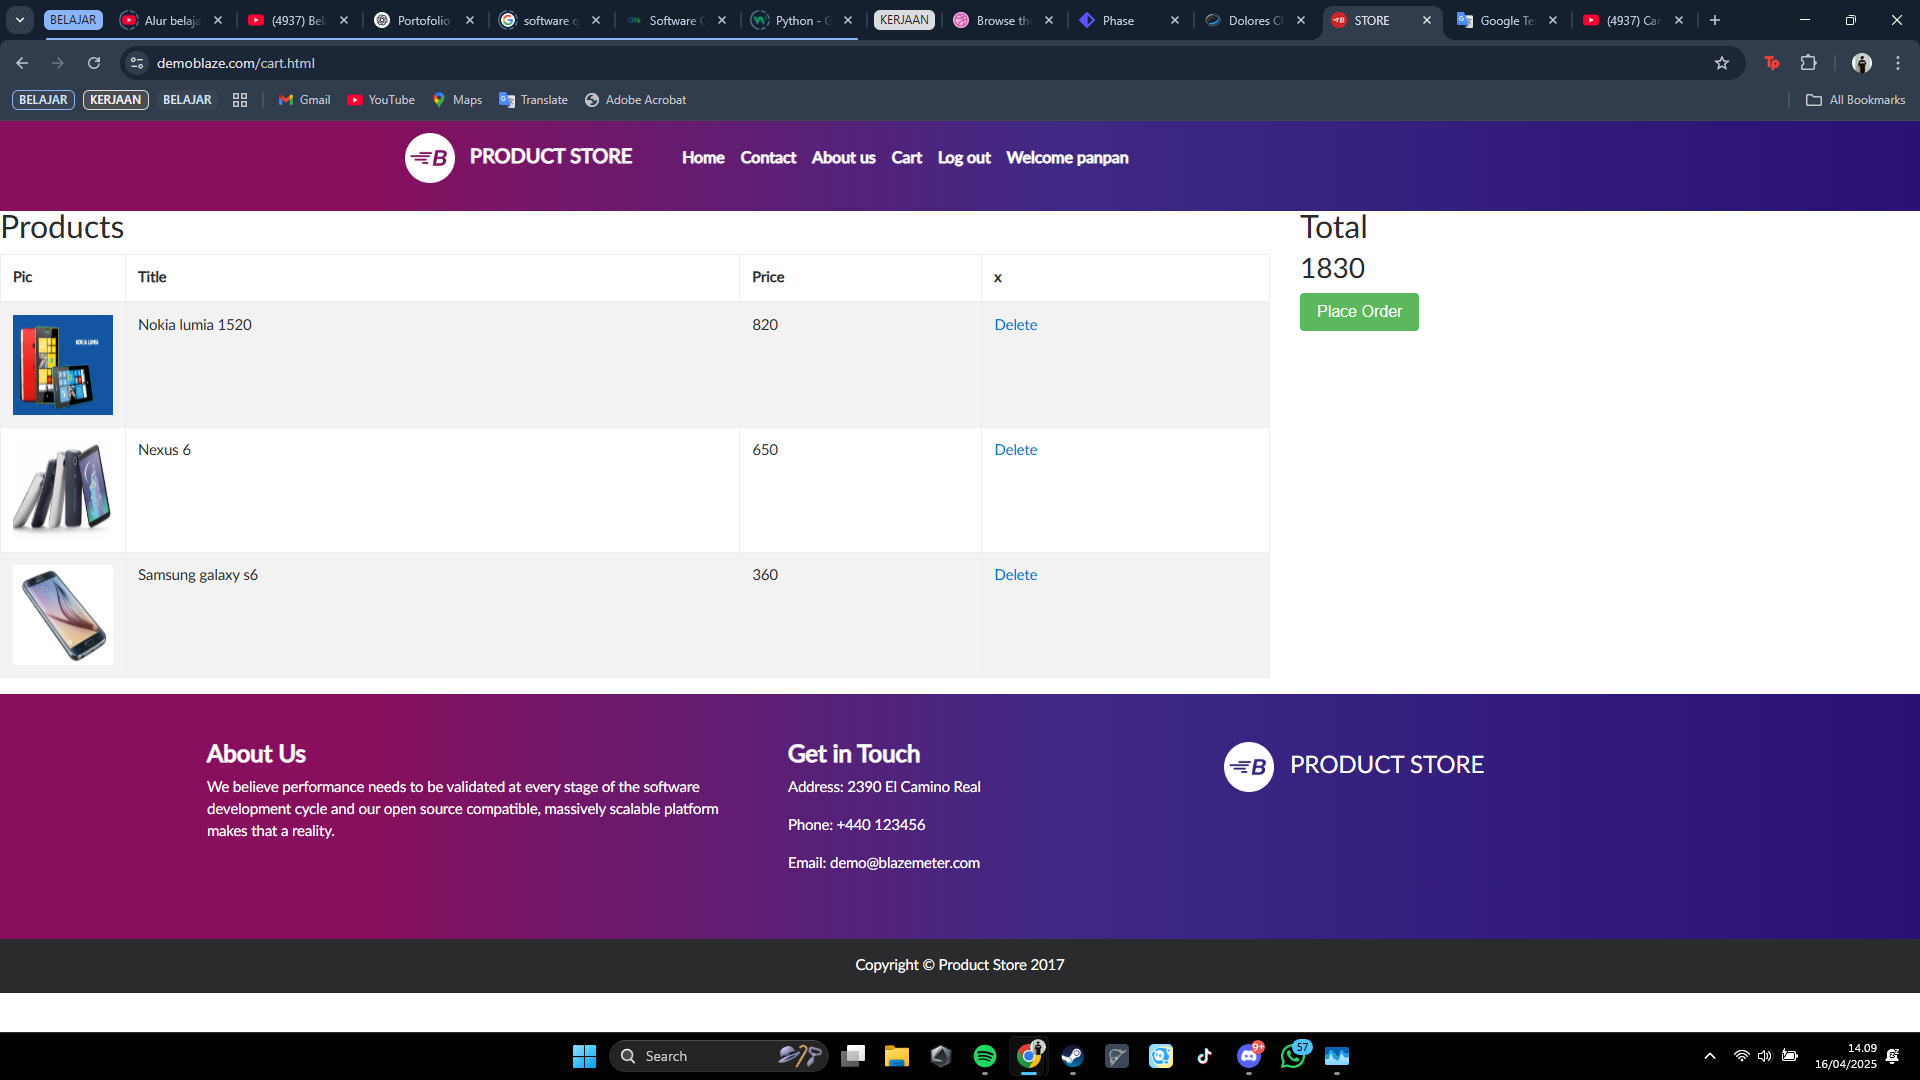 BELAJAR Alur belaja (4937) Bel Portofolio software q Software Python - G KERJAAN Browse the Phase Dolores Cl STORE Google Te (4937) Car
demoblaze.com/cart.html
BELAJAR KERJAAN BELAJAR Gmail YouTube Maps Translate Adobe Acrobat All Bookmarks
B PRODUCT STORE Home Contact About us Cart Log out Welcome panpan
Products
Total
1830
Place Order
Pic Title Price x
Nokia lumia 1520 820 Delete
NOKIA LUMIA
Nexus 6 650 Delete
Samsung galaxy s6 360 Delete
About Us
We believe performance needs to be validated at every stage of the software
development cycle and our open source compatible, massively scalable platform
makes that a reality.
Get in Touch
Address: 2390 El Camino Real
Phone: +440 123456
Email: demo@blazemeter.com
B PRODUCT STORE
Copyright © Product Store 2017
Search 9+ 57 14.09
16/04/2025